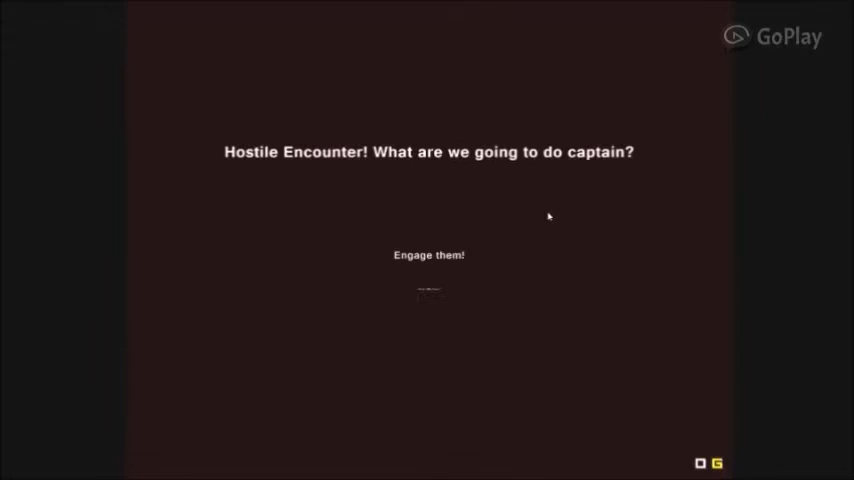 GoPlay
Hostile Encounter! What are we going to do captain?
Engage them!
G